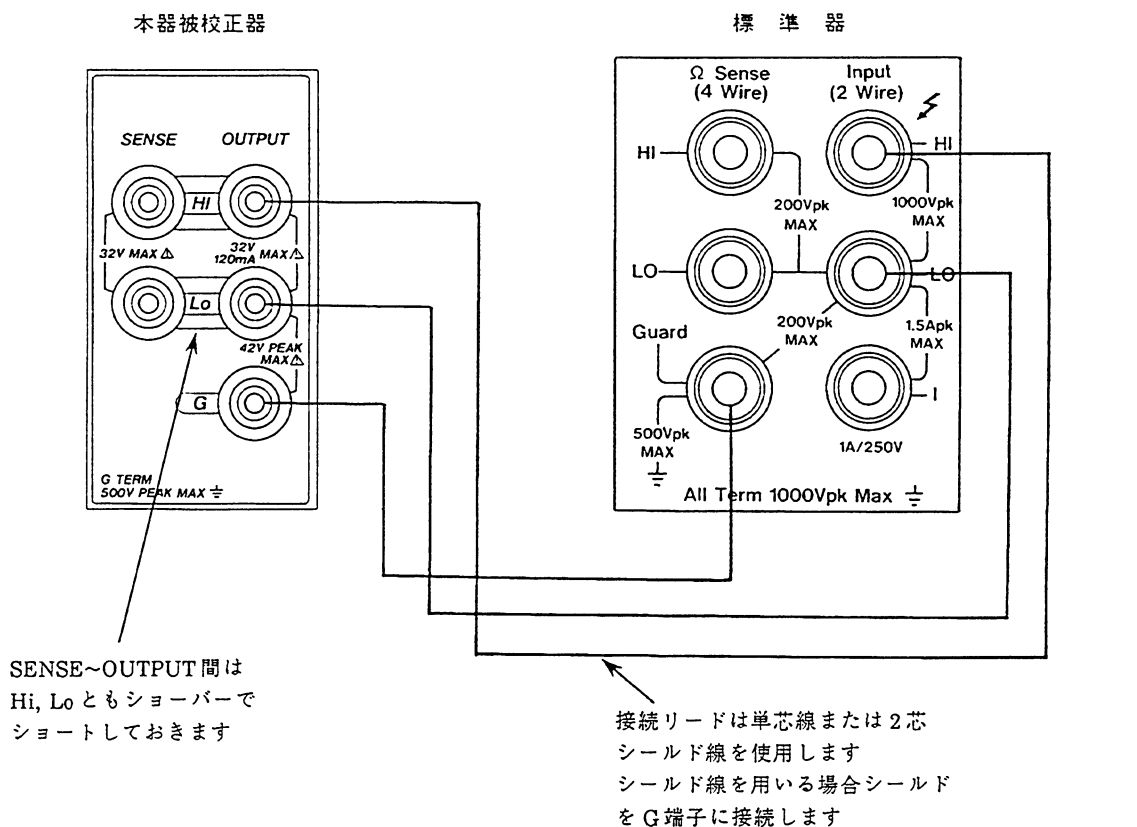 本器被校正器
標準器
SENSE
OUTPUT
HI
32V MAX⚠
32V
120mA MAX⚠
Lo
42V PEAK
MAX⚠
G
G TERM
500V PEAK MAX
Ω Sense
(4 Wire)
Input
(2 Wire)
HI
HI
200Vpk
MAX
1000Vpk
MAX
LO
LO
200Vpk
MAX
1.5Apk
MAX
Guard
I
500Vpk
MAX
1A/250V
All Term 1000Vpk Max
SENSE~OUTPUT間は
Hi, Loともショーバーで
ショートしておきます
接続リードは単芯線または2芯
シールド線を使用します
シールド線を用いる場合シールド
をG端子に接続します